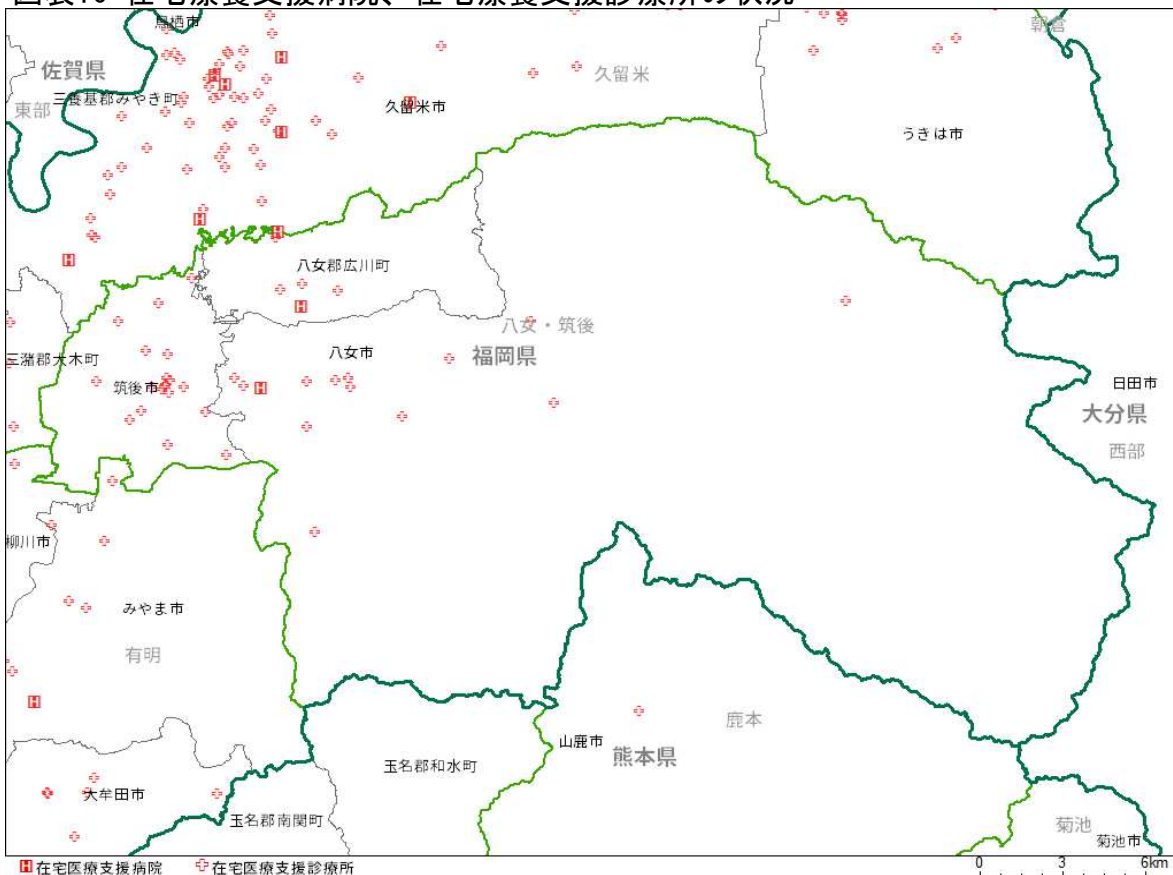 図表10 在宅療養支援病院、在宅療養支援診療所の状況
鳥栖市
朝倉
佐賀県
久留米
三養基郡みやき町
東部
久留米市
うきは市
八女郡広川町
八女・筑後
三潴郡大木町
八女市
福岡県
筑後市
日田市
大分県
西部
柳川市
みやま市
有明
鹿本
山鹿市
熊本県
玉名郡和水町
大牟田市
玉名郡南関町
菊池
菊池市
H在宅医療支援病院 在宅医療支援診療所
0 3 6km